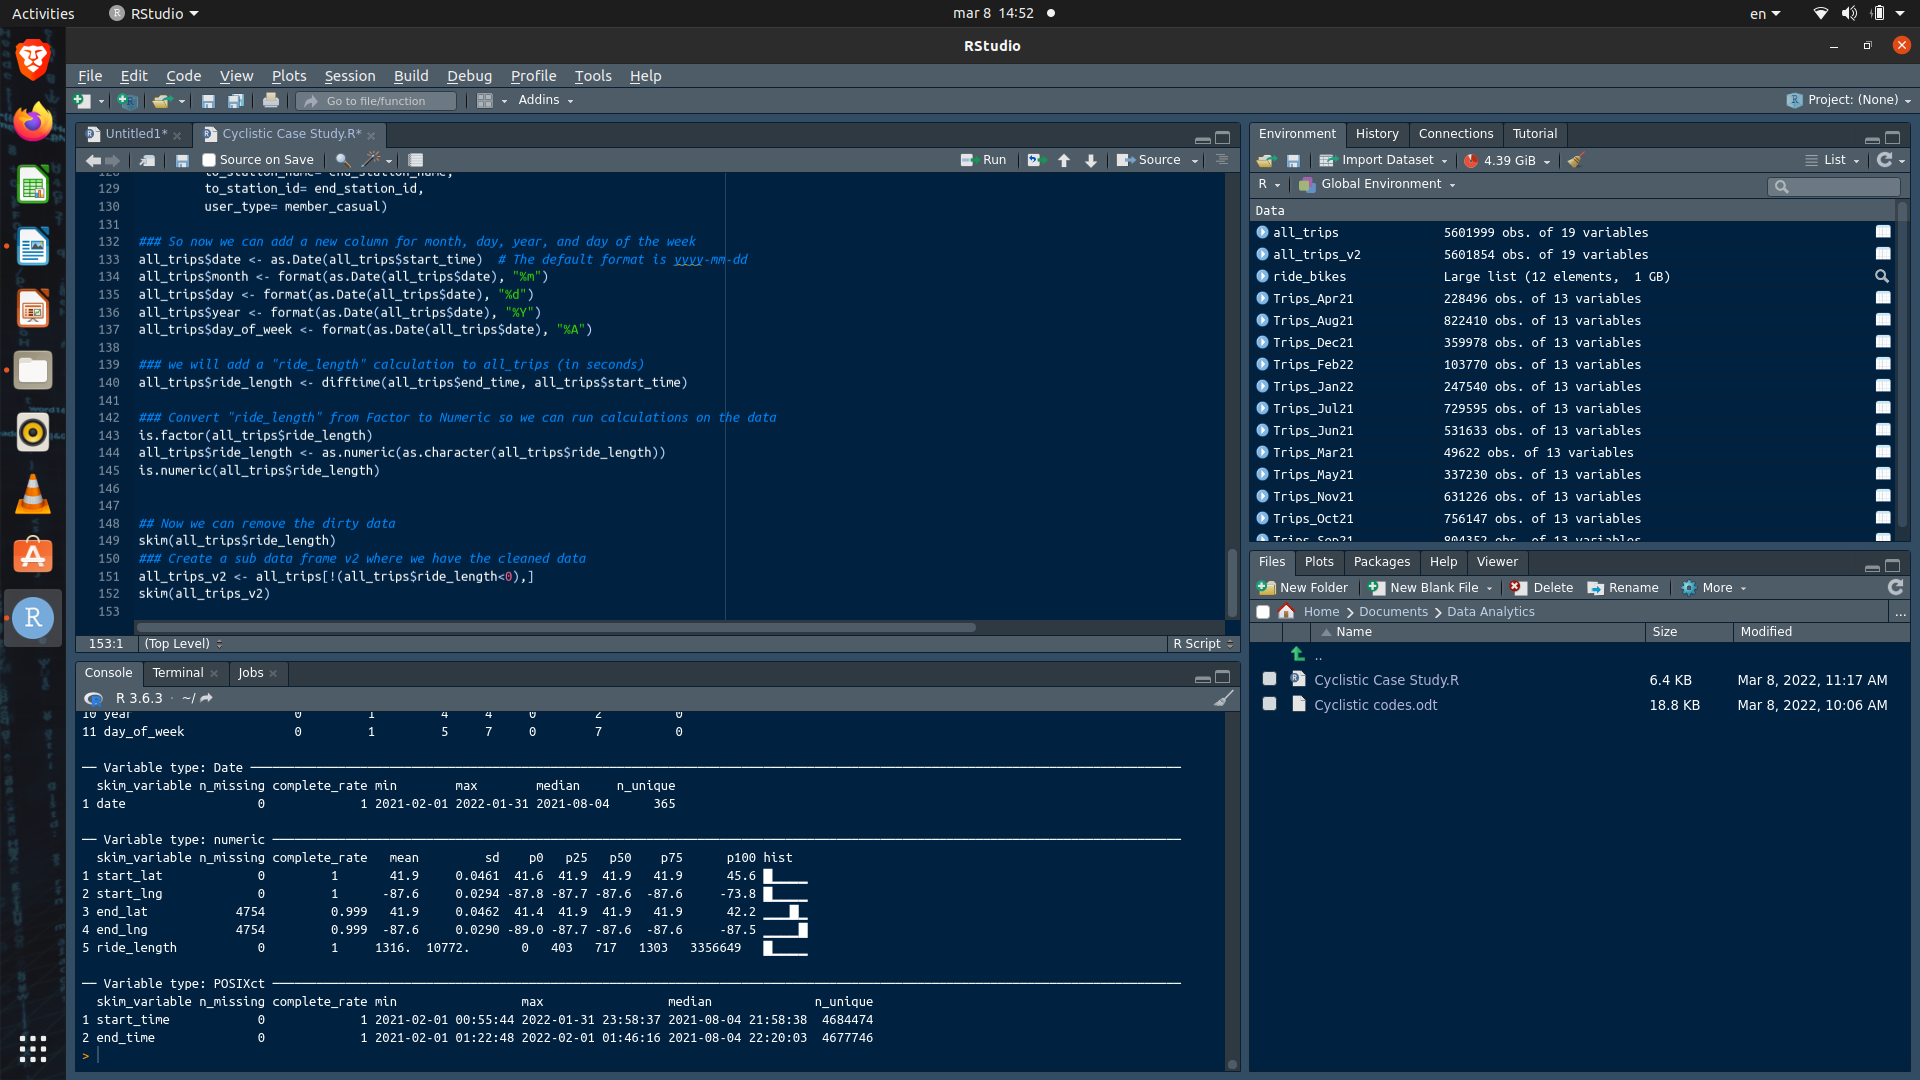 Activities
RStudio
mar 8 14:52
en
RStudio
File Edit Code View Plots Session Build Debug Profile Tools Help
Go to file/function
Addins
Project: (None)
Untitled1*
Cyclistic Case Study.R*
Source on Save
Run
Source
128 to_station_name= end_station_name,
129 to_station_id= end_station_id,
130 user_type= member_casual)
131
132 ### So now we can add a new column for month, day, year, and day of the week
133 all_trips$date <- as.Date(all_trips$start_time)  # The default format is yyyy-mm-dd
134 all_trips$month <- format(as.Date(all_trips$date), "%m")
135 all_trips$day <- format(as.Date(all_trips$date), "%d")
136 all_trips$year <- format(as.Date(all_trips$date), "%Y")
137 all_trips$day_of_week <- format(as.Date(all_trips$date), "%A")
138
139 ### we will add a "ride_length" calculation to all_trips (in seconds)
140 all_trips$ride_length <- difftime(all_trips$end_time, all_trips$start_time)
141
142 ### Convert "ride_length" from Factor to Numeric so we can run calculations on the data
143 is.factor(all_trips$ride_length)
144 all_trips$ride_length <- as.numeric(as.character(all_trips$ride_length))
145 is.numeric(all_trips$ride_length)
146
147
148 ## Now we can remove the dirty data
149 skim(all_trips$ride_length)
150 ### Create a sub data frame v2 where we have the cleaned data
151 all_trips_v2 <- all_trips[!(all_trips$ride_length<0),]
152 skim(all_trips_v2)
153
153:1 (Top Level) R Script
Console Terminal Jobs
R 3.6.3 · ~/
10 year 0 1 4 4 0 2 0
11 day_of_week 0 1 5 7 0 7 0
── Variable type: Date
skim_variable n_missing complete_rate min max median n_unique
1 date 0 1 2021-02-01 2022-01-31 2021-08-04 365
── Variable type: numeric
skim_variable n_missing complete_rate mean sd p0 p25 p50 p75 p100 hist
1 start_lat 0 1 41.9 0.0461 41.6 41.9 41.9 41.9 45.6
2 start_lng 0 1 -87.6 0.0294 -87.8 -87.7 -87.6 -87.6 -73.8
3 end_lat 4754 0.999 41.9 0.0462 41.4 41.9 41.9 41.9 42.2
4 end_lng 4754 0.999 -87.6 0.0290 -89.0 -87.7 -87.6 -87.6 -87.5
5 ride_length 0 1 1316. 10772. 0 403 717 1303 3356649
── Variable type: POSIXct
skim_variable n_missing complete_rate min max median n_unique
1 start_time 0 1 2021-02-01 00:55:44 2022-01-31 23:58:37 2021-08-04 21:58:38 4684474
2 end_time 0 1 2021-02-01 01:22:48 2022-02-01 01:46:16 2021-08-04 22:20:03 4677746
>
Environment History Connections Tutorial
Import Dataset 4.39 GiB List
R Global Environment
Data
all_trips 5601999 obs. of 19 variables
all_trips_v2 5601854 obs. of 19 variables
ride_bikes Large list (12 elements,  1 GB)
Trips_Apr21 228496 obs. of 13 variables
Trips_Aug21 822410 obs. of 13 variables
Trips_Dec21 359978 obs. of 13 variables
Trips_Feb22 103770 obs. of 13 variables
Trips_Jan22 247540 obs. of 13 variables
Trips_Jul21 729595 obs. of 13 variables
Trips_Jun21 531633 obs. of 13 variables
Trips_Mar21 49622 obs. of 13 variables
Trips_May21 337230 obs. of 13 variables
Trips_Nov21 631226 obs. of 13 variables
Trips_Oct21 756147 obs. of 13 variables
Trips_Sep21 804352 obs. of 13 variables
Files Plots Packages Help Viewer
New Folder New Blank File Delete Rename More
Home Documents Data Analytics ...
Name Size Modified
..
Cyclistic Case Study.R 6.4 KB Mar 8, 2022, 11:17 AM
Cyclistic codes.odt 18.8 KB Mar 8, 2022, 10:06 AM